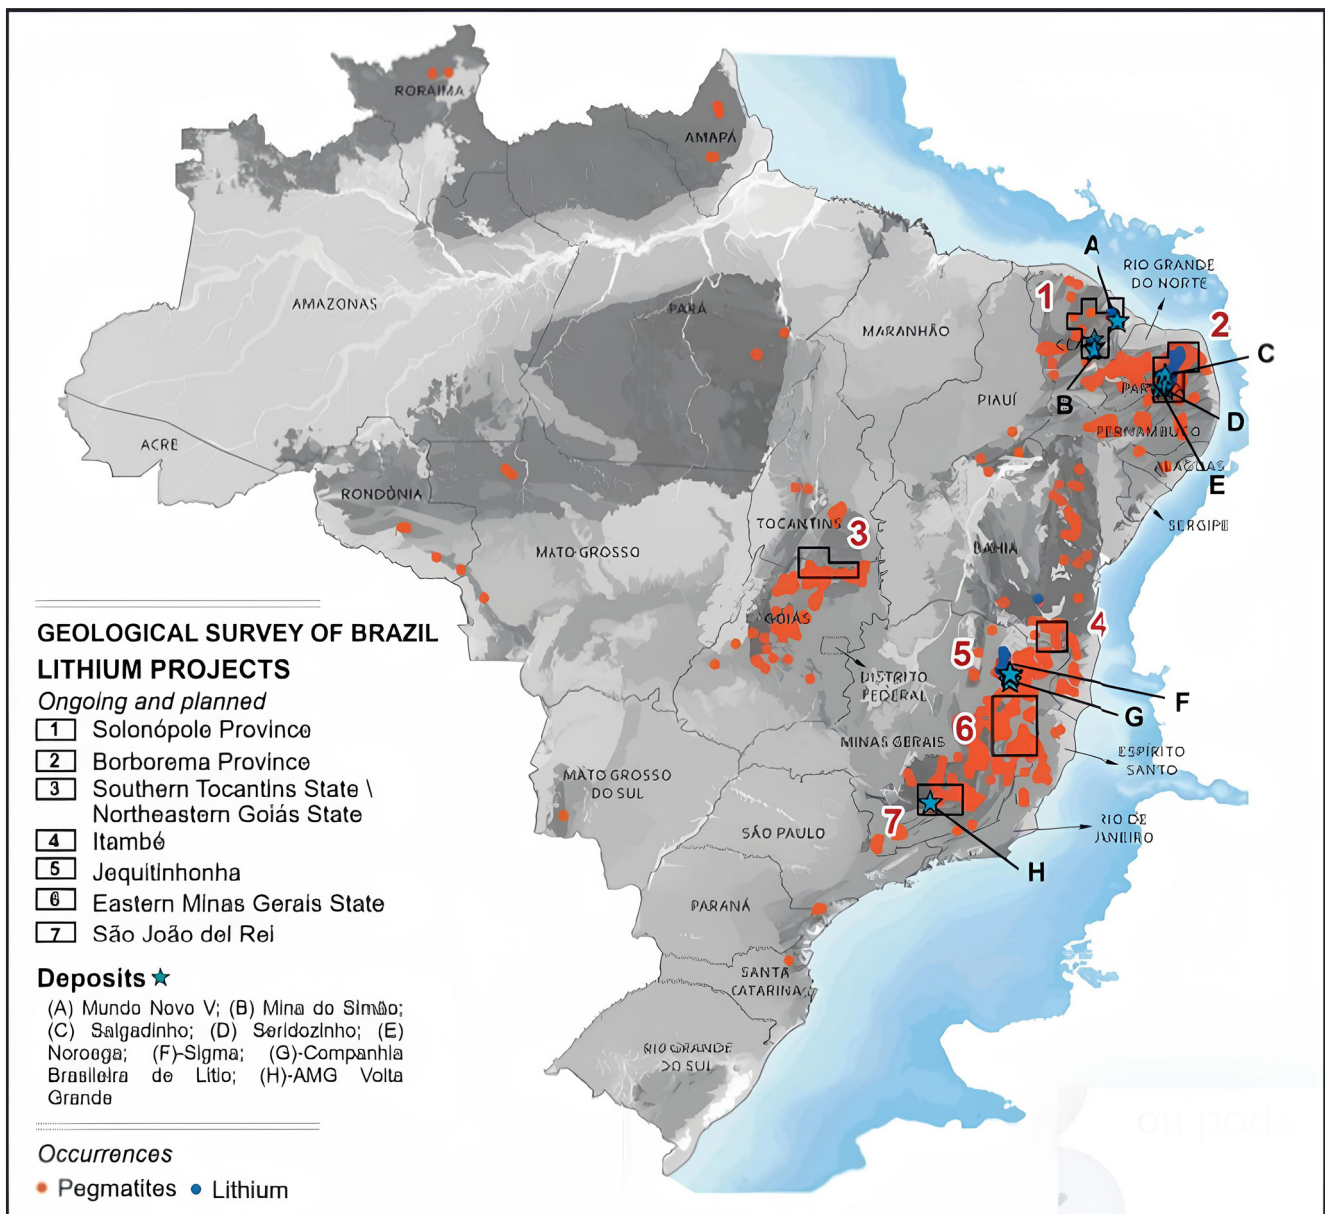 RORAIMA
AMAPÁ
A
RIO GRANDE
DO NORTE
AMAZONAS
PARÁ
1
MARANHÃO
2
C
PIAUÍ
B
D
PERNAMBUCO
ACRE
ALAGOAS
E
RONDÔNIA
TOCANTINS
3
SERGIPE
MATO GROSSO
BAHIA
GOIÁS
4
5
DISTRITO
FEDERAL
F
G
6
MINAS GERAIS
ESPÍRITO
SANTO
MATO GROSSO
DO SUL
7
SÃO PAULO
RIO DE
JANEIRO
H
PARANÁ
SANTA
CATARINA
RIO GRANDE
DO SUL
GEOLOGICAL SURVEY OF BRAZIL
LITHIUM PROJECTS
Ongoing and planned
1 Solonópole Province
2 Borborema Province
3 Southern Tocantins State \
Northeastern Goiás State
4 Itambé
5 Jequitinhonha
6 Eastern Minas Gerais State
7 São João del Rei
Deposits
(A) Mundo Novo V; (B) Mina do Simão;
(C) Salgadinho; (D) Seridozinho; (E)
Noroega; (F)-Sigma; (G)-Companhia
Brasileira de Lítio; (H)-AMG Volta
Grande
Occurrences
Pegmatites Lithium
ou pode